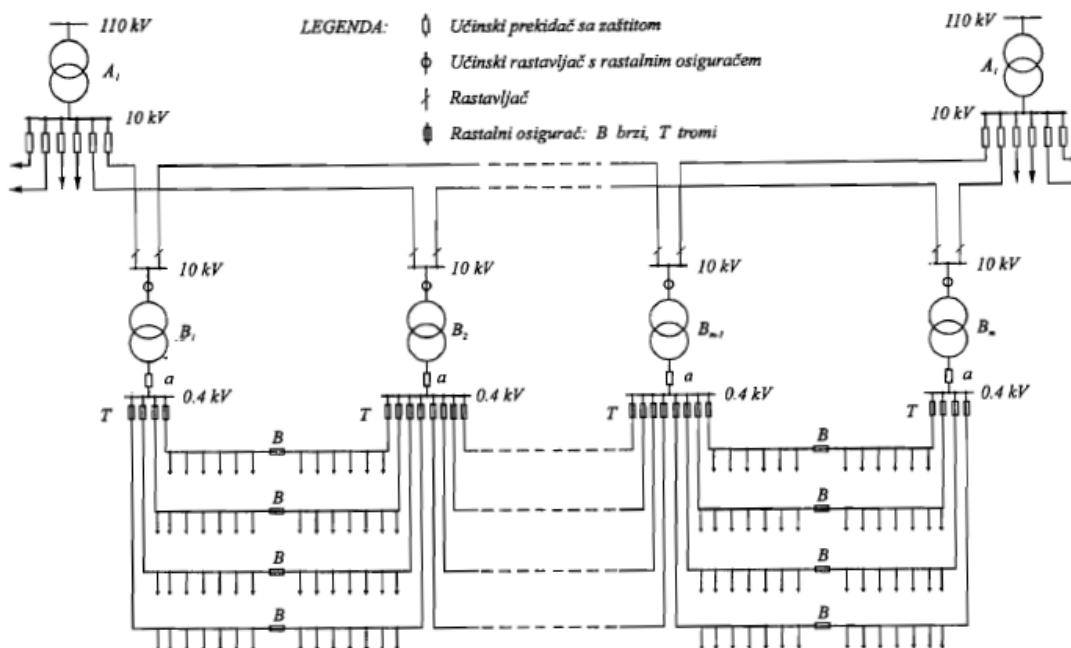 110 kV
A₁
10 kV
LEGENDA:
Učinski prekidač sa zaštitom
Učinski rastavljač s rastalnim osiguračem
Rastavljač
Rastalni osigurač: B brzi, T tromi
110 kV
A₁
10 kV
10 kV
10 kV
10 kV
10 kV
B₁
B₂
Bₘ₋₁
Bₘ
a
a
a
a
0.4 kV
0.4 kV
0.4 kV
0.4 kV
T
T
T
T
B
B
B
B
B
B
B
B